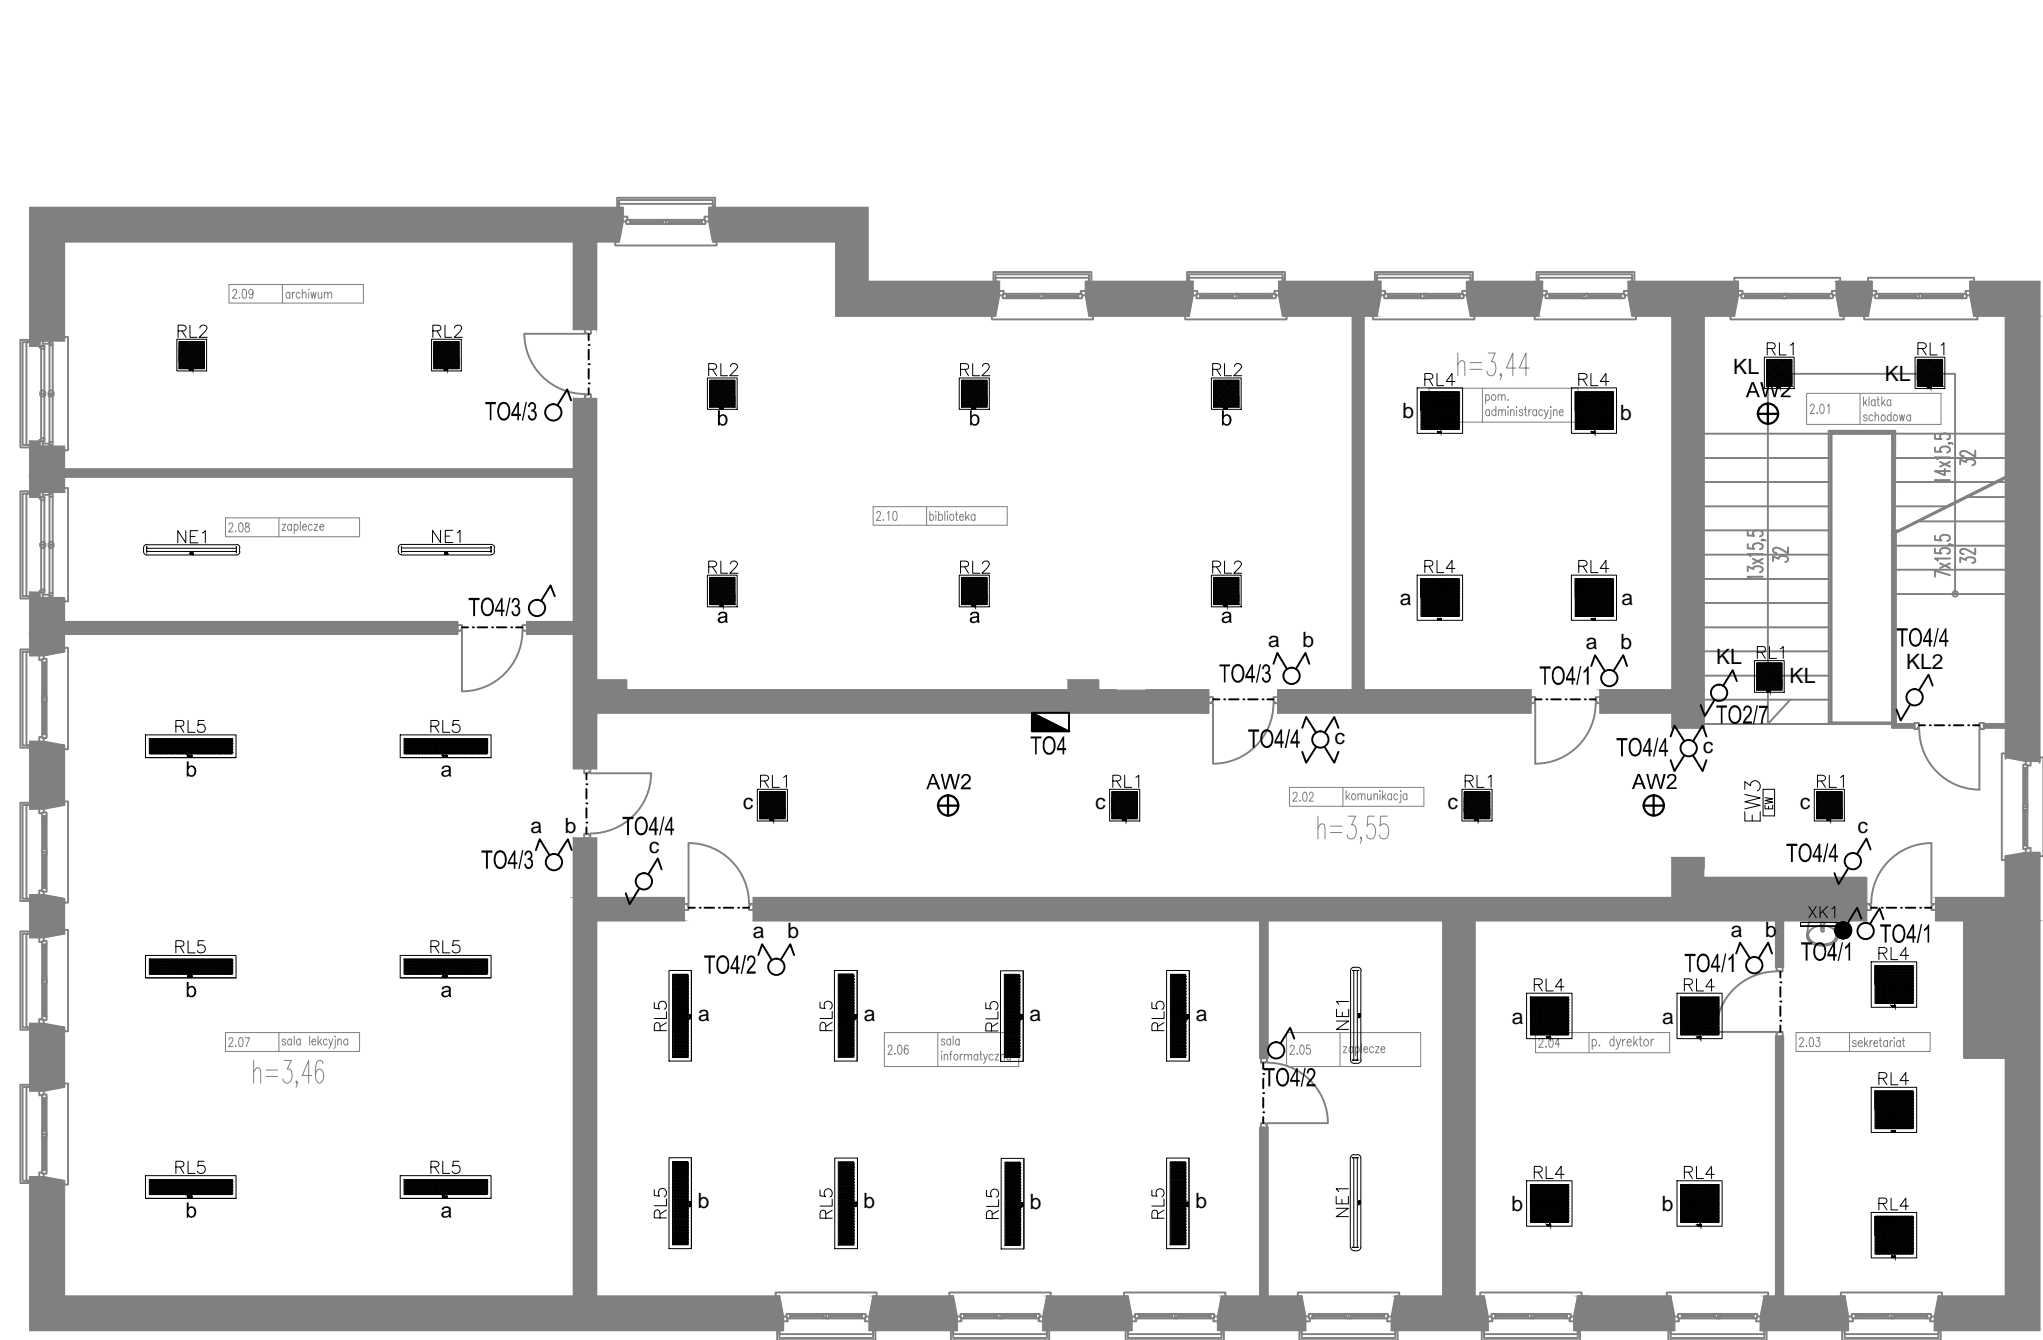 2.09 archiwum
RL2
RL2
TO4/3
2.08 zaplecze
NE1
NE1
TO4/3
RL5
b
RL5
a
RL5
b
RL5
a
2.07 sala lekcyjna
h=3,46
RL5
b
RL5
a
a b
TO4/3
RL2
b
RL2
b
RL2
b
2.10 biblioteka
RL2
a
RL2
a
RL2
a
a b
TO4/3
h=3,44
RL4
b
RL4
b
pom.
administracyjne
RL4
a
RL4
a
a b
TO4/1
RL1
KL
RL1
KL
AW2
2.01 klatka
schodowa
14x15,5
32
13x15,5
32
7x15,5
32
RL1
KL
KL
TO2/7
TO4/4
KL2
TO4
TO4/4 c
TO4/4 c
RL1
c
AW2
RL1
c
2.02 komunikacja
h=3,55
RL1
c
AW2
EW3
EW
RL1
c
TO4/4
c
c
TO4/4
XK1
TO4/1
TO4/1
a b
TO4/2
RL5
a
RL5
a
RL5
a
RL5
a
2.06 sala
informatyczna
RL5
b
RL5
b
RL5
b
RL5
b
TO4/2
NE1
2.05 zaplecze
NE1
a b
TO4/1
RL4
a
RL4
a
2.04 p. dyrektor
RL4
b
RL4
b
RL4
2.03 sekretariat
RL4
RL4